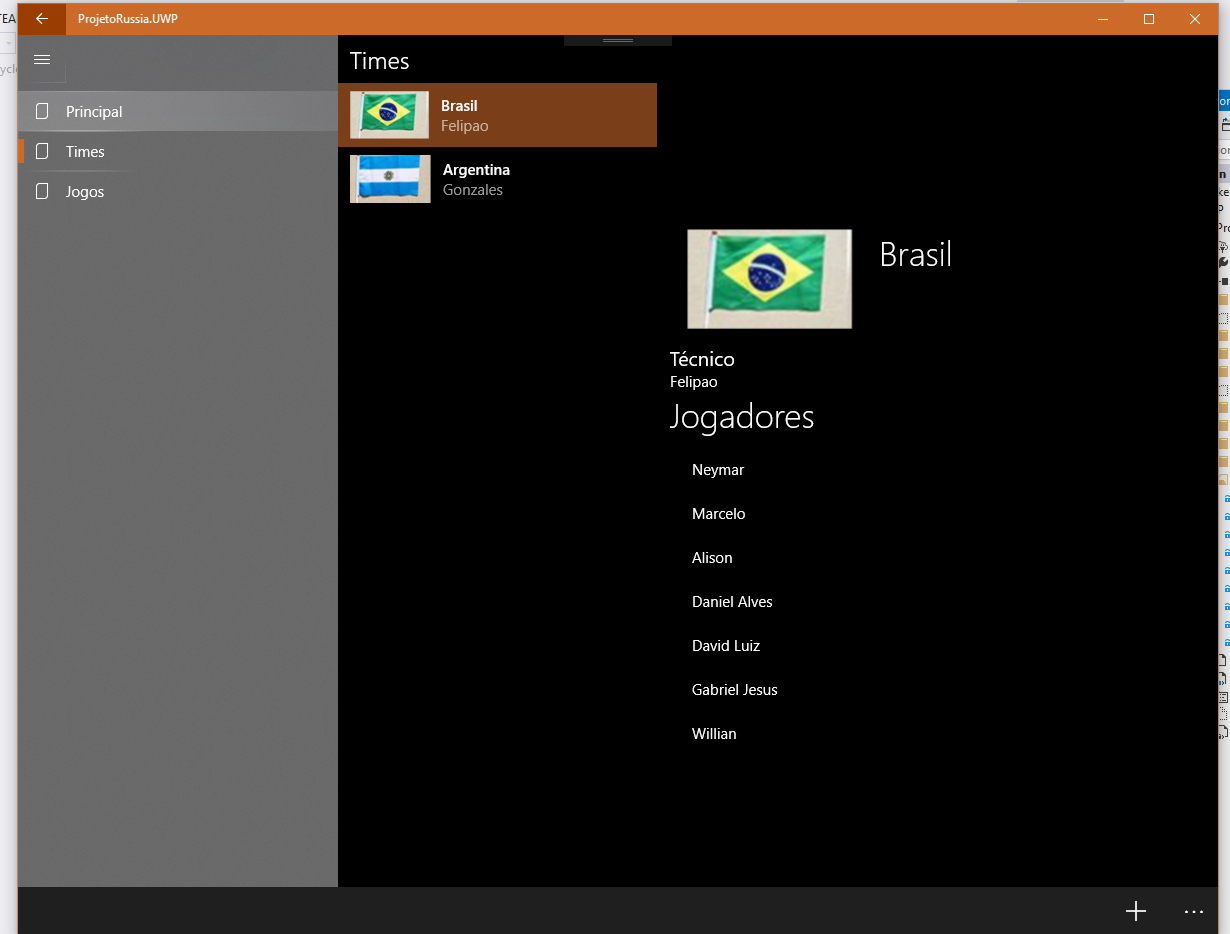 ProjetoRussia.UWP
Principal
Times
Jogos
Times
Brasil
Felipao
Argentina
Gonzales
Brasil
Técnico
Felipao
Jogadores
Neymar
Marcelo
Alison
Daniel Alves
David Luiz
Gabriel Jesus
Willian